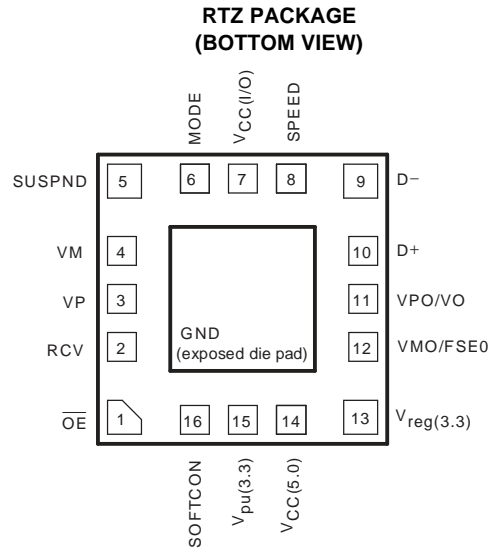 RTZ PACKAGE
(BOTTOM VIEW)
MODE
VCC(I/O)
SPEED
SUSPND 5 6 7 8 9 D−
VM 4 10 D+
VP 3 11 VPO/VO
RCV 2 GND 12 VMO/FSE0
(exposed die pad)
OE 1 16 15 14 13 Vreg(3.3)
SOFTCON
Vpu(3.3)
VCC(5.0)